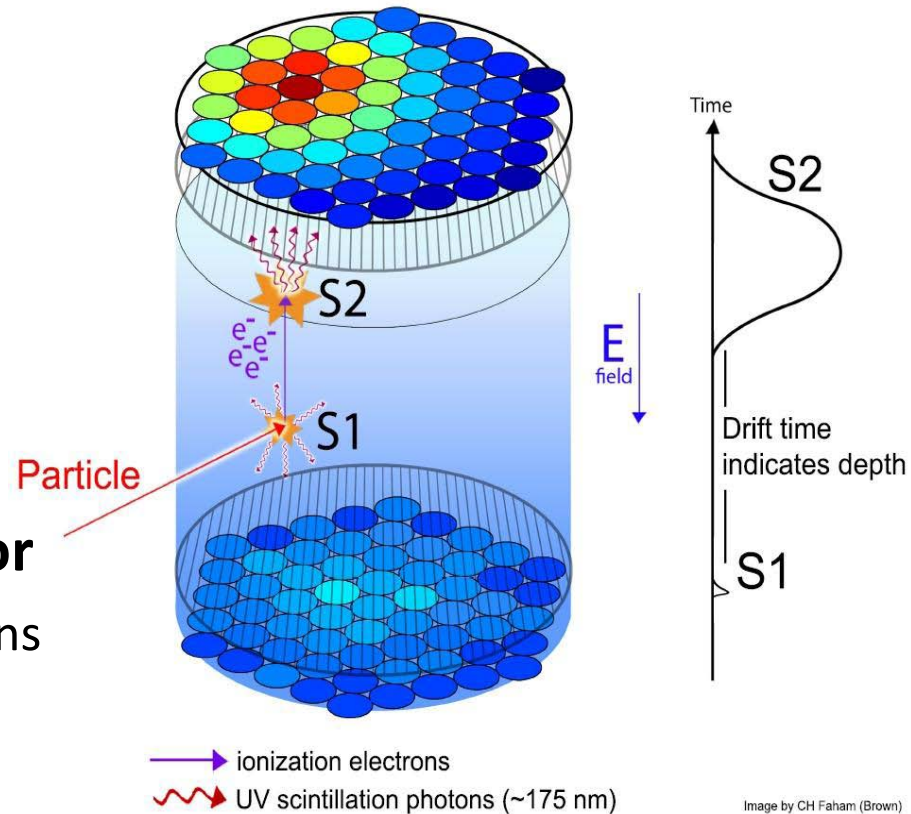 Time
S2
S2
e-
e- e-
e-
E
field
S1
Drift time
indicates depth
Particle
or
S1
ns
ionization electrons
UV scintillation photons (~175 nm)
Image by CH Faham (Brown)